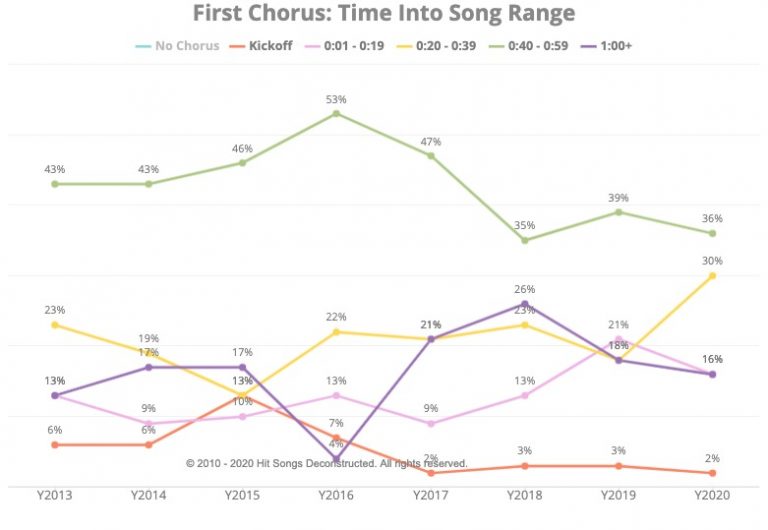 First Chorus: Time Into Song Range
No Chorus Kickoff 0:01 - 0:19 0:20 - 0:39 0:40 - 0:59 1:00+
53%
46% 47%
43% 43%
39%
35% 36%
30%
26%
23% 22% 21% 23% 21%
19%
17% 17% 18%
16%
13% 13% 13% 13%
9% 10% 9%
6% 6% 7%
4%
2% 3% 3% 2%
© 2010 - 2020 Hit Songs Deconstructed. All rights reserved.
Y2013 Y2014 Y2015 Y2016 Y2017 Y2018 Y2019 Y2020